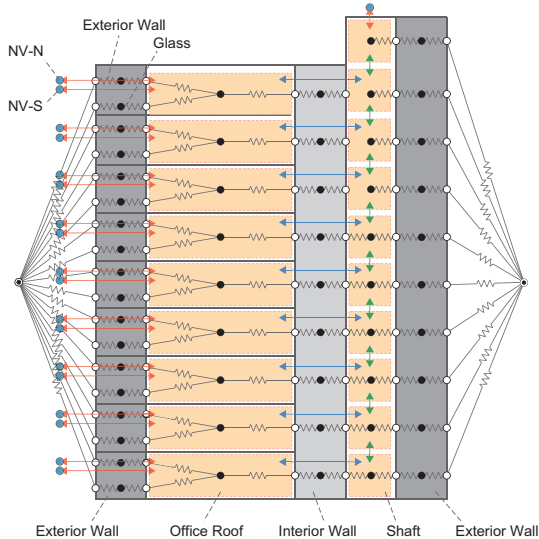 Exterior Wall
Glass
NV-N
NV-S
Exterior Wall
Office Roof
Interior Wall
Shaft
Exterior Wall